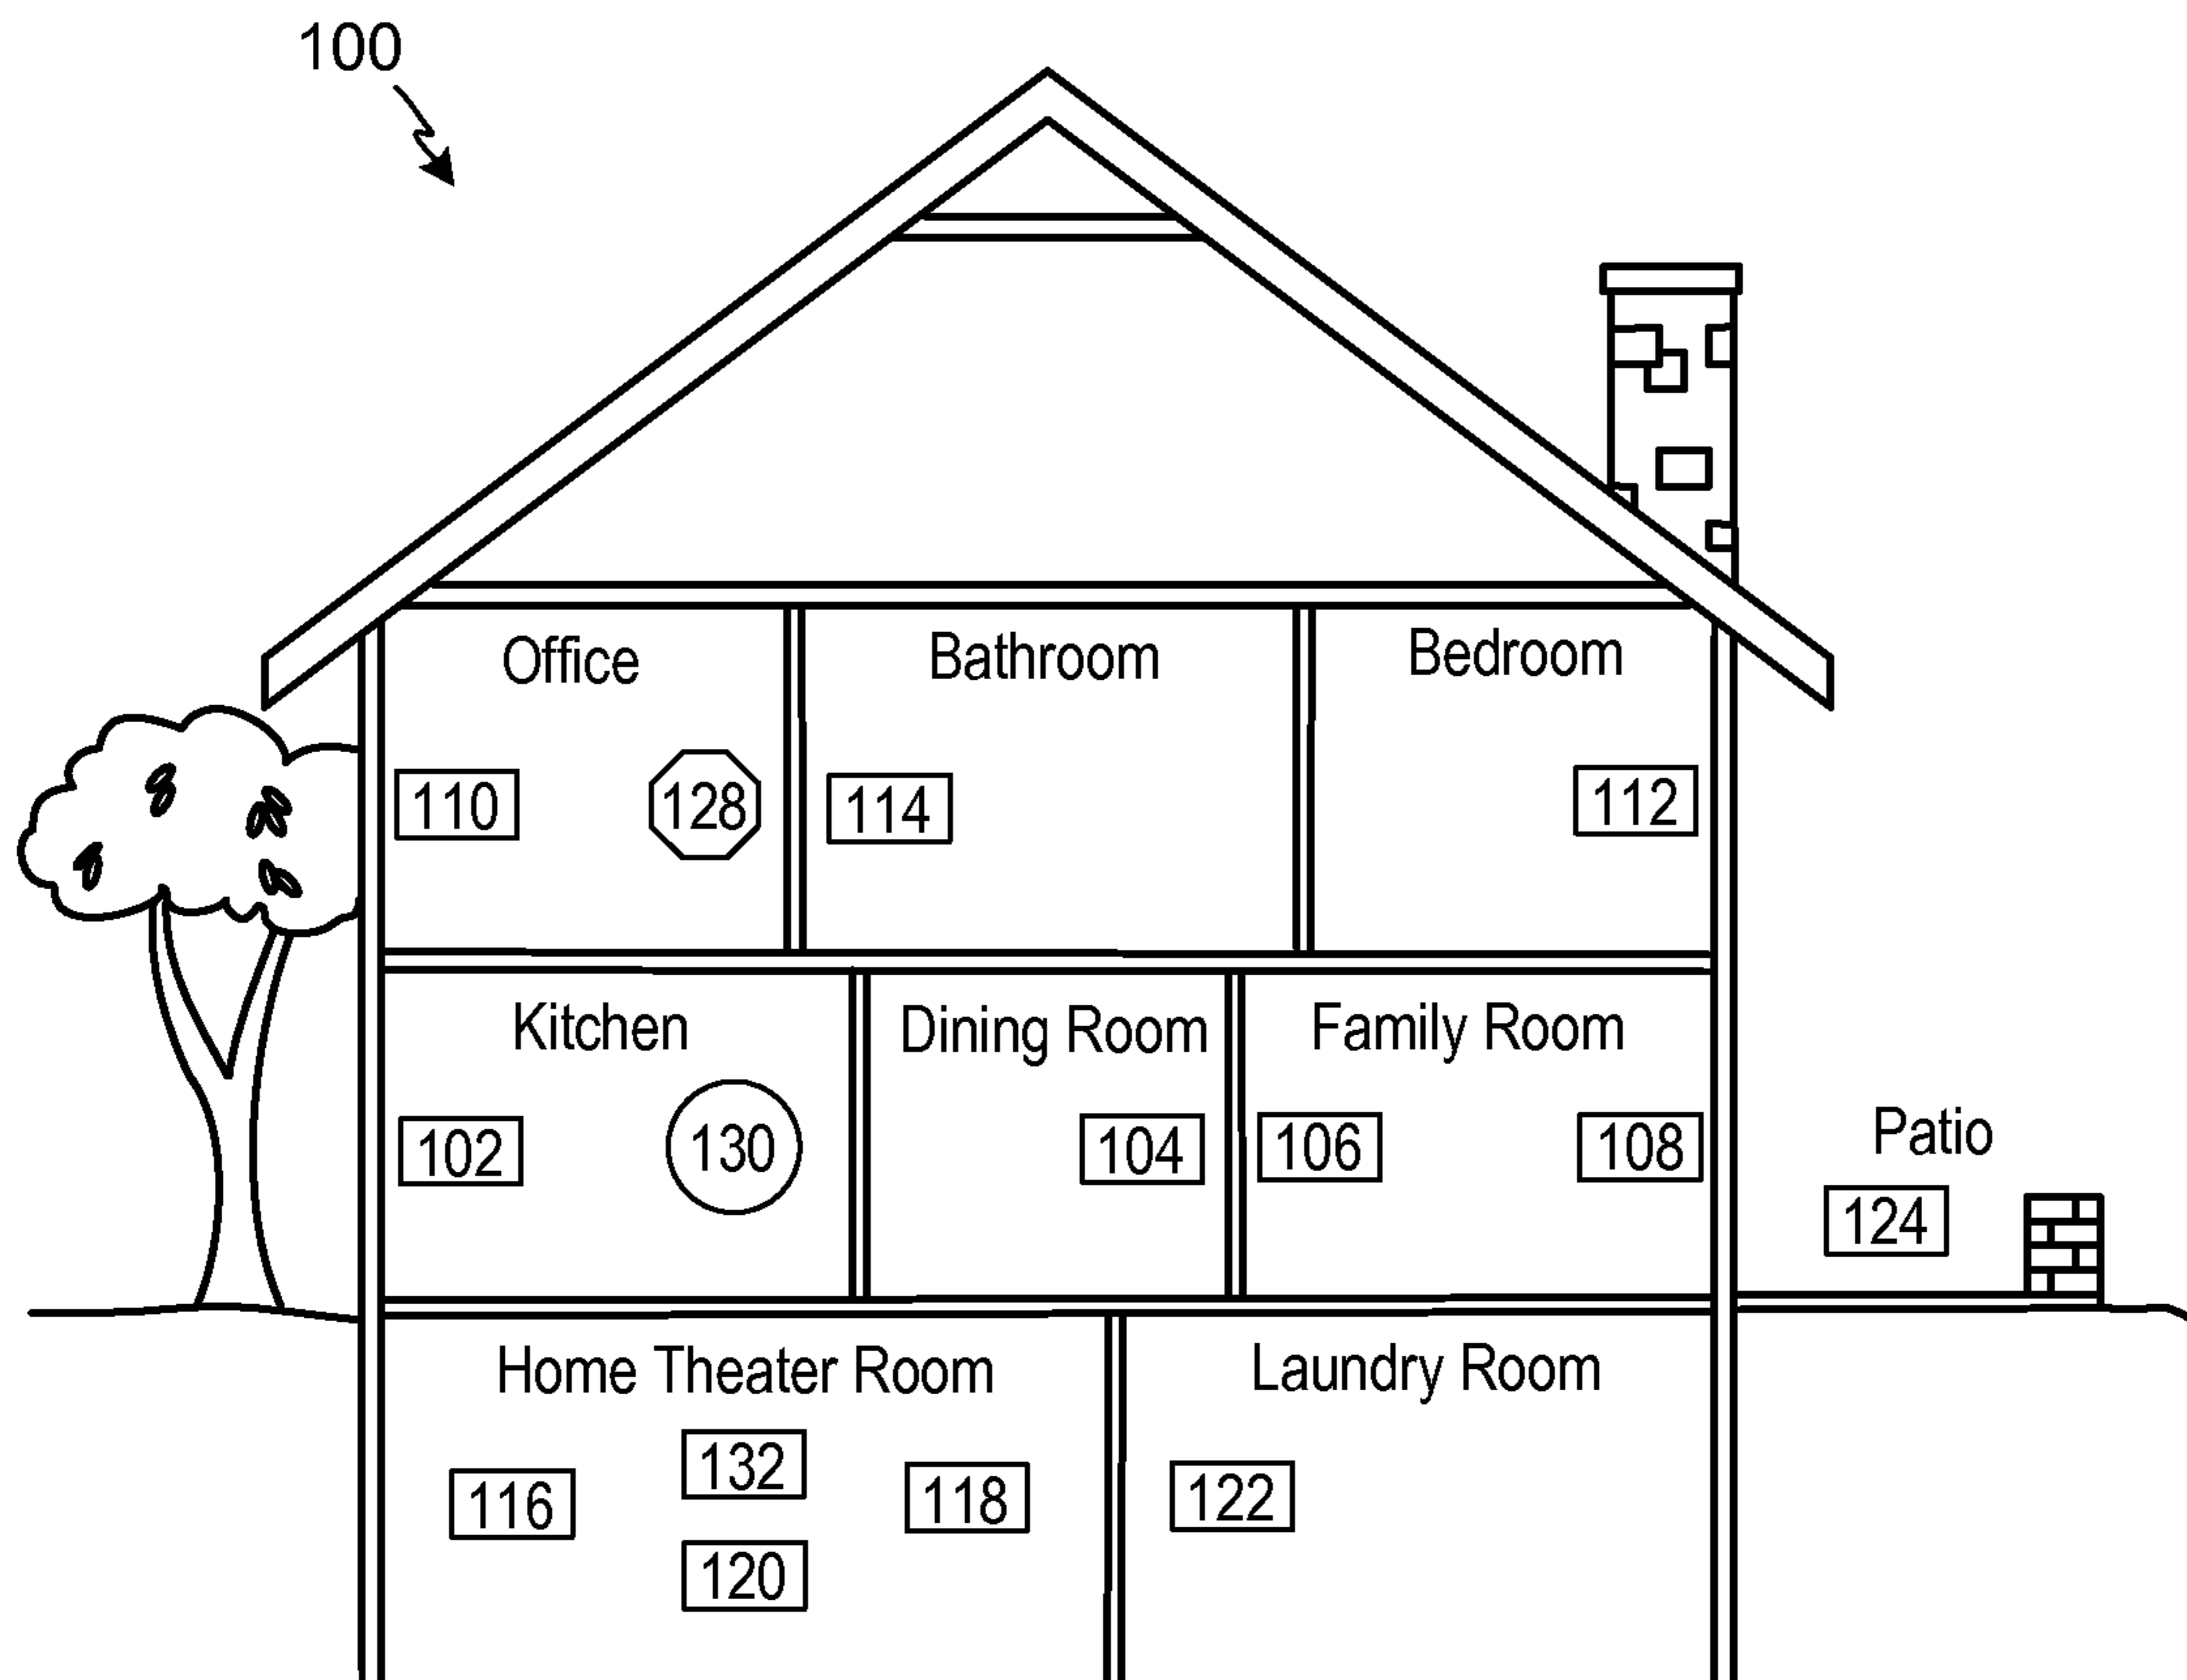 100
Office
Bathroom
Bedroom
110
128
114
112
Kitchen
Dining Room
Family Room
102
130
104
106
108
Patio
124
Home Theater Room
Laundry Room
116
132
118
122
120